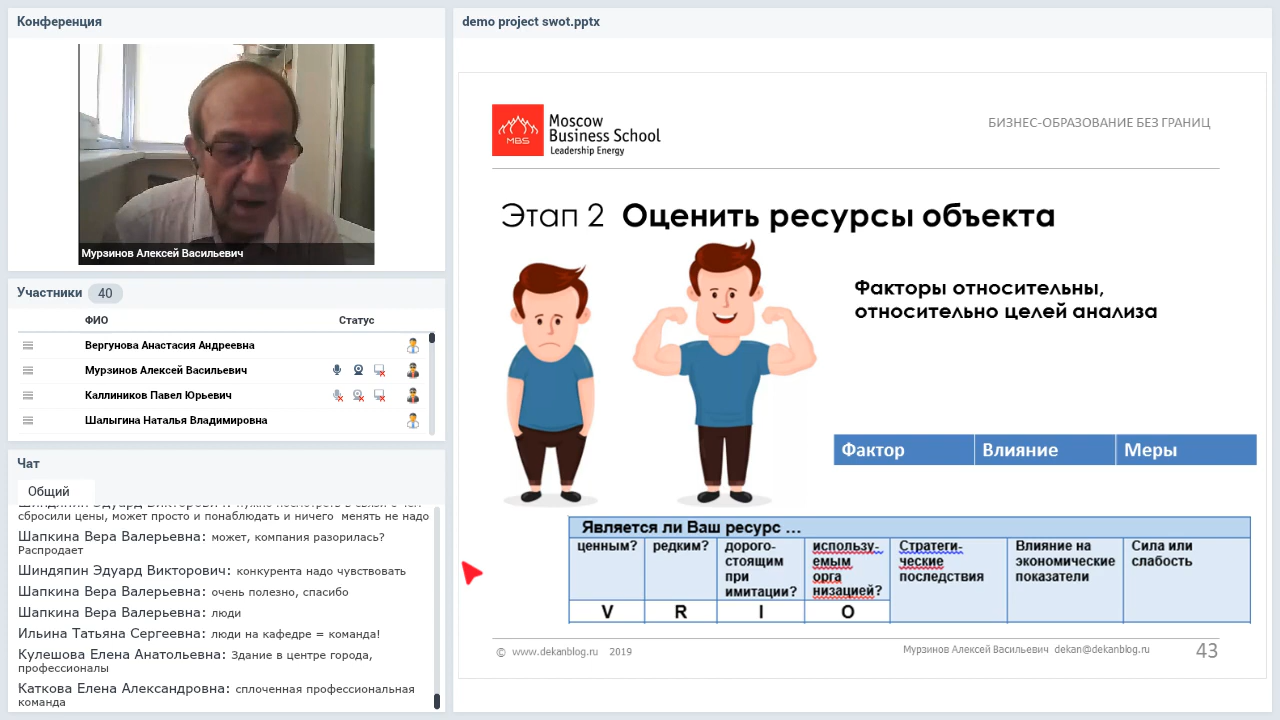 Конференция
Мурзинов Алексей Васильевич
Участники 40
ФИО Статус
Вергунова Анастасия Андреевна
Мурзинов Алексей Васильевич
Каллиников Павел Юрьевич
Шалыгина Наталья Владимировна
Чат
Общий
сбросили цены, может просто и понаблюдать и ничего менять не надо
Шапкина Вера Валерьевна: может, компания разорилась?
Распродает
Шиндяпин Эдуард Викторович: конкурента надо чувствовать
Шапкина Вера Валерьевна: очень полезно, спасибо
Шапкина Вера Валерьевна: люди
Ильина Татьяна Сергеевна: люди на кафедре = команда!
Кулешова Елена Анатольевна: Здание в центре города,
профессионалы
Каткова Елена Александровна: сплоченная профессиональная
команда
demo project swot.pptx
MBS
Moscow
Business School
Leadership Energy
БИЗНЕС-ОБРАЗОВАНИЕ БЕЗ ГРАНИЦ
Этап 2 Оценить ресурсы объекта
Факторы относительны,
относительно целей анализа
Фактор Влияние Меры
Является ли Ваш ресурс ...
ценным?
редким?
дорого-
стоящим
при
имитации?
использу-
емым
орга
низацией?
Стратеги-
ческие
последствия
Влияние на
экономические
показатели
Сила или
слабость
V R I O
© www.dekanblog.ru 2019
Мурзинов Алексей Васильевич dekan@dekanblog.ru
43